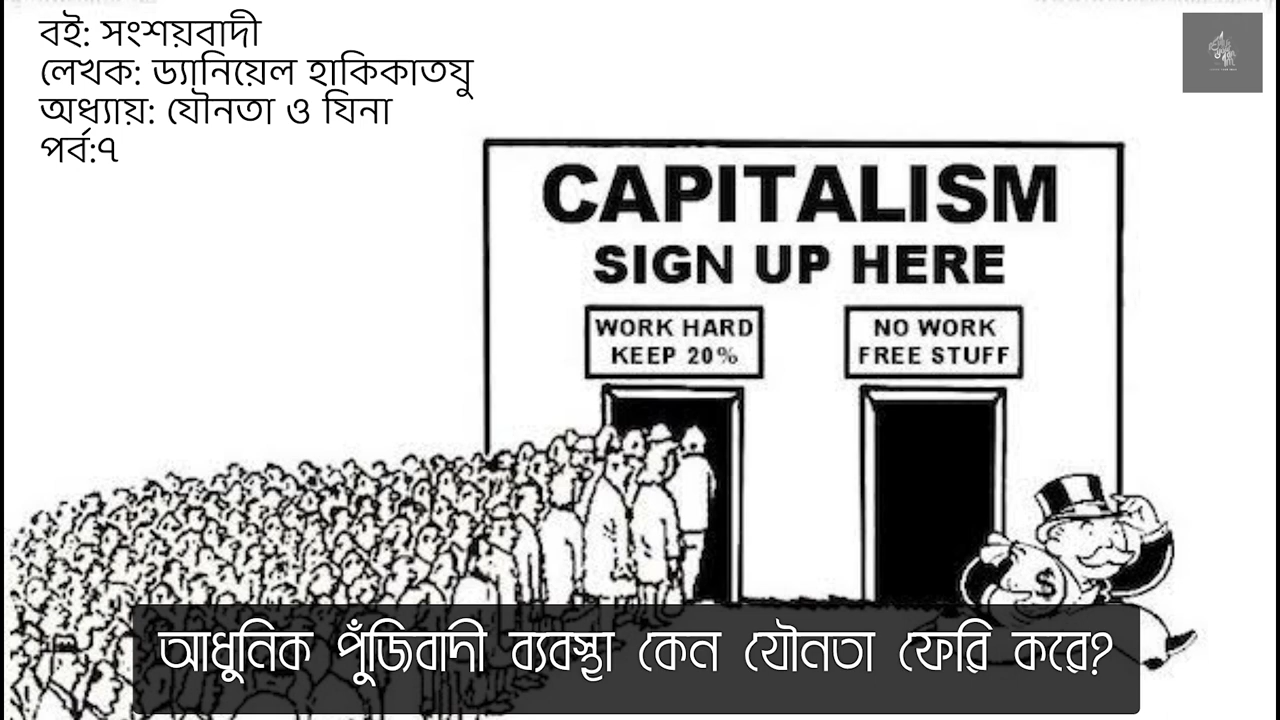 বই: সংশয়বাদী
লেখক: ড্যানিয়েল হাকিকাতযু
অধ্যায়: যৌনতা ও যিনা
পর্ব:৭
CAPITALISM
SIGN UP HERE
WORK HARD
KEEP 20%
NO WORK
FREE STUFF
$
আধুনিক পুঁজিবাদী ব্যবস্থা কেন যৌনতা ফেরি করে?